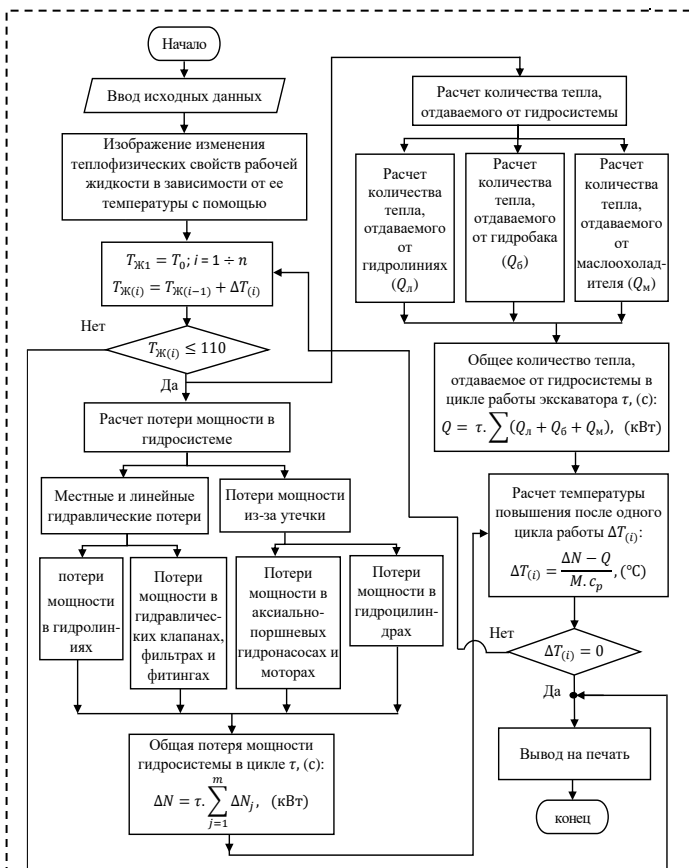 Начало
Ввод исходных данных
Изображение изменения
теплофизических свойств рабочей
жидкости в зависимости от ее
температуры с помощью
T_Ж1 = T_0; i = 1 ÷ n
T_Ж(i) = T_Ж(i−1) + ΔT_(i)
Нет
T_Ж(i) ≤ 110
Да
Расчет потери мощности в
гидросистеме
Местные и линейные
гидравлические потери
Потери мощности
из-за утечки
потери
мощности
в гидролин-
иях
Потери
мощности в
гидравличес-
ких клапанах,
фильтрах и
фитингах
Потери
мощности в
аксиально-
поршневых
гидронасосах и
моторах
Потери
мощности в
гидроцилин-
драх
Общая потеря мощности
гидросистемы в цикле τ, (с):
ΔN = τ. ∑_{j=1}^{m} ΔN_j, (кВт)
Расчет количества тепла,
отдаваемого от гидросистемы
Расчет
количества
тепла,
отдаваемого
от
гидролиниях
(Q_л)
Расчет
количества
тепла,
отдаваемого
от гидробака
(Q_б)
Расчет
количества
тепла,
отдаваемого
от
маслоохолад-
ителя (Q_м)
Общее количество тепла,
отдаваемое от гидросистемы в
цикле работы экскаватора τ, (с):
Q = τ. ∑(Q_л + Q_б + Q_м), (кВт)
Расчет температуры
повышения после одного
цикла работы ΔT_(i):
ΔT_(i) = (ΔN − Q)/(M. c_p), (°C)
Нет
ΔT_(i) = 0
Да
Вывод на печать
конец